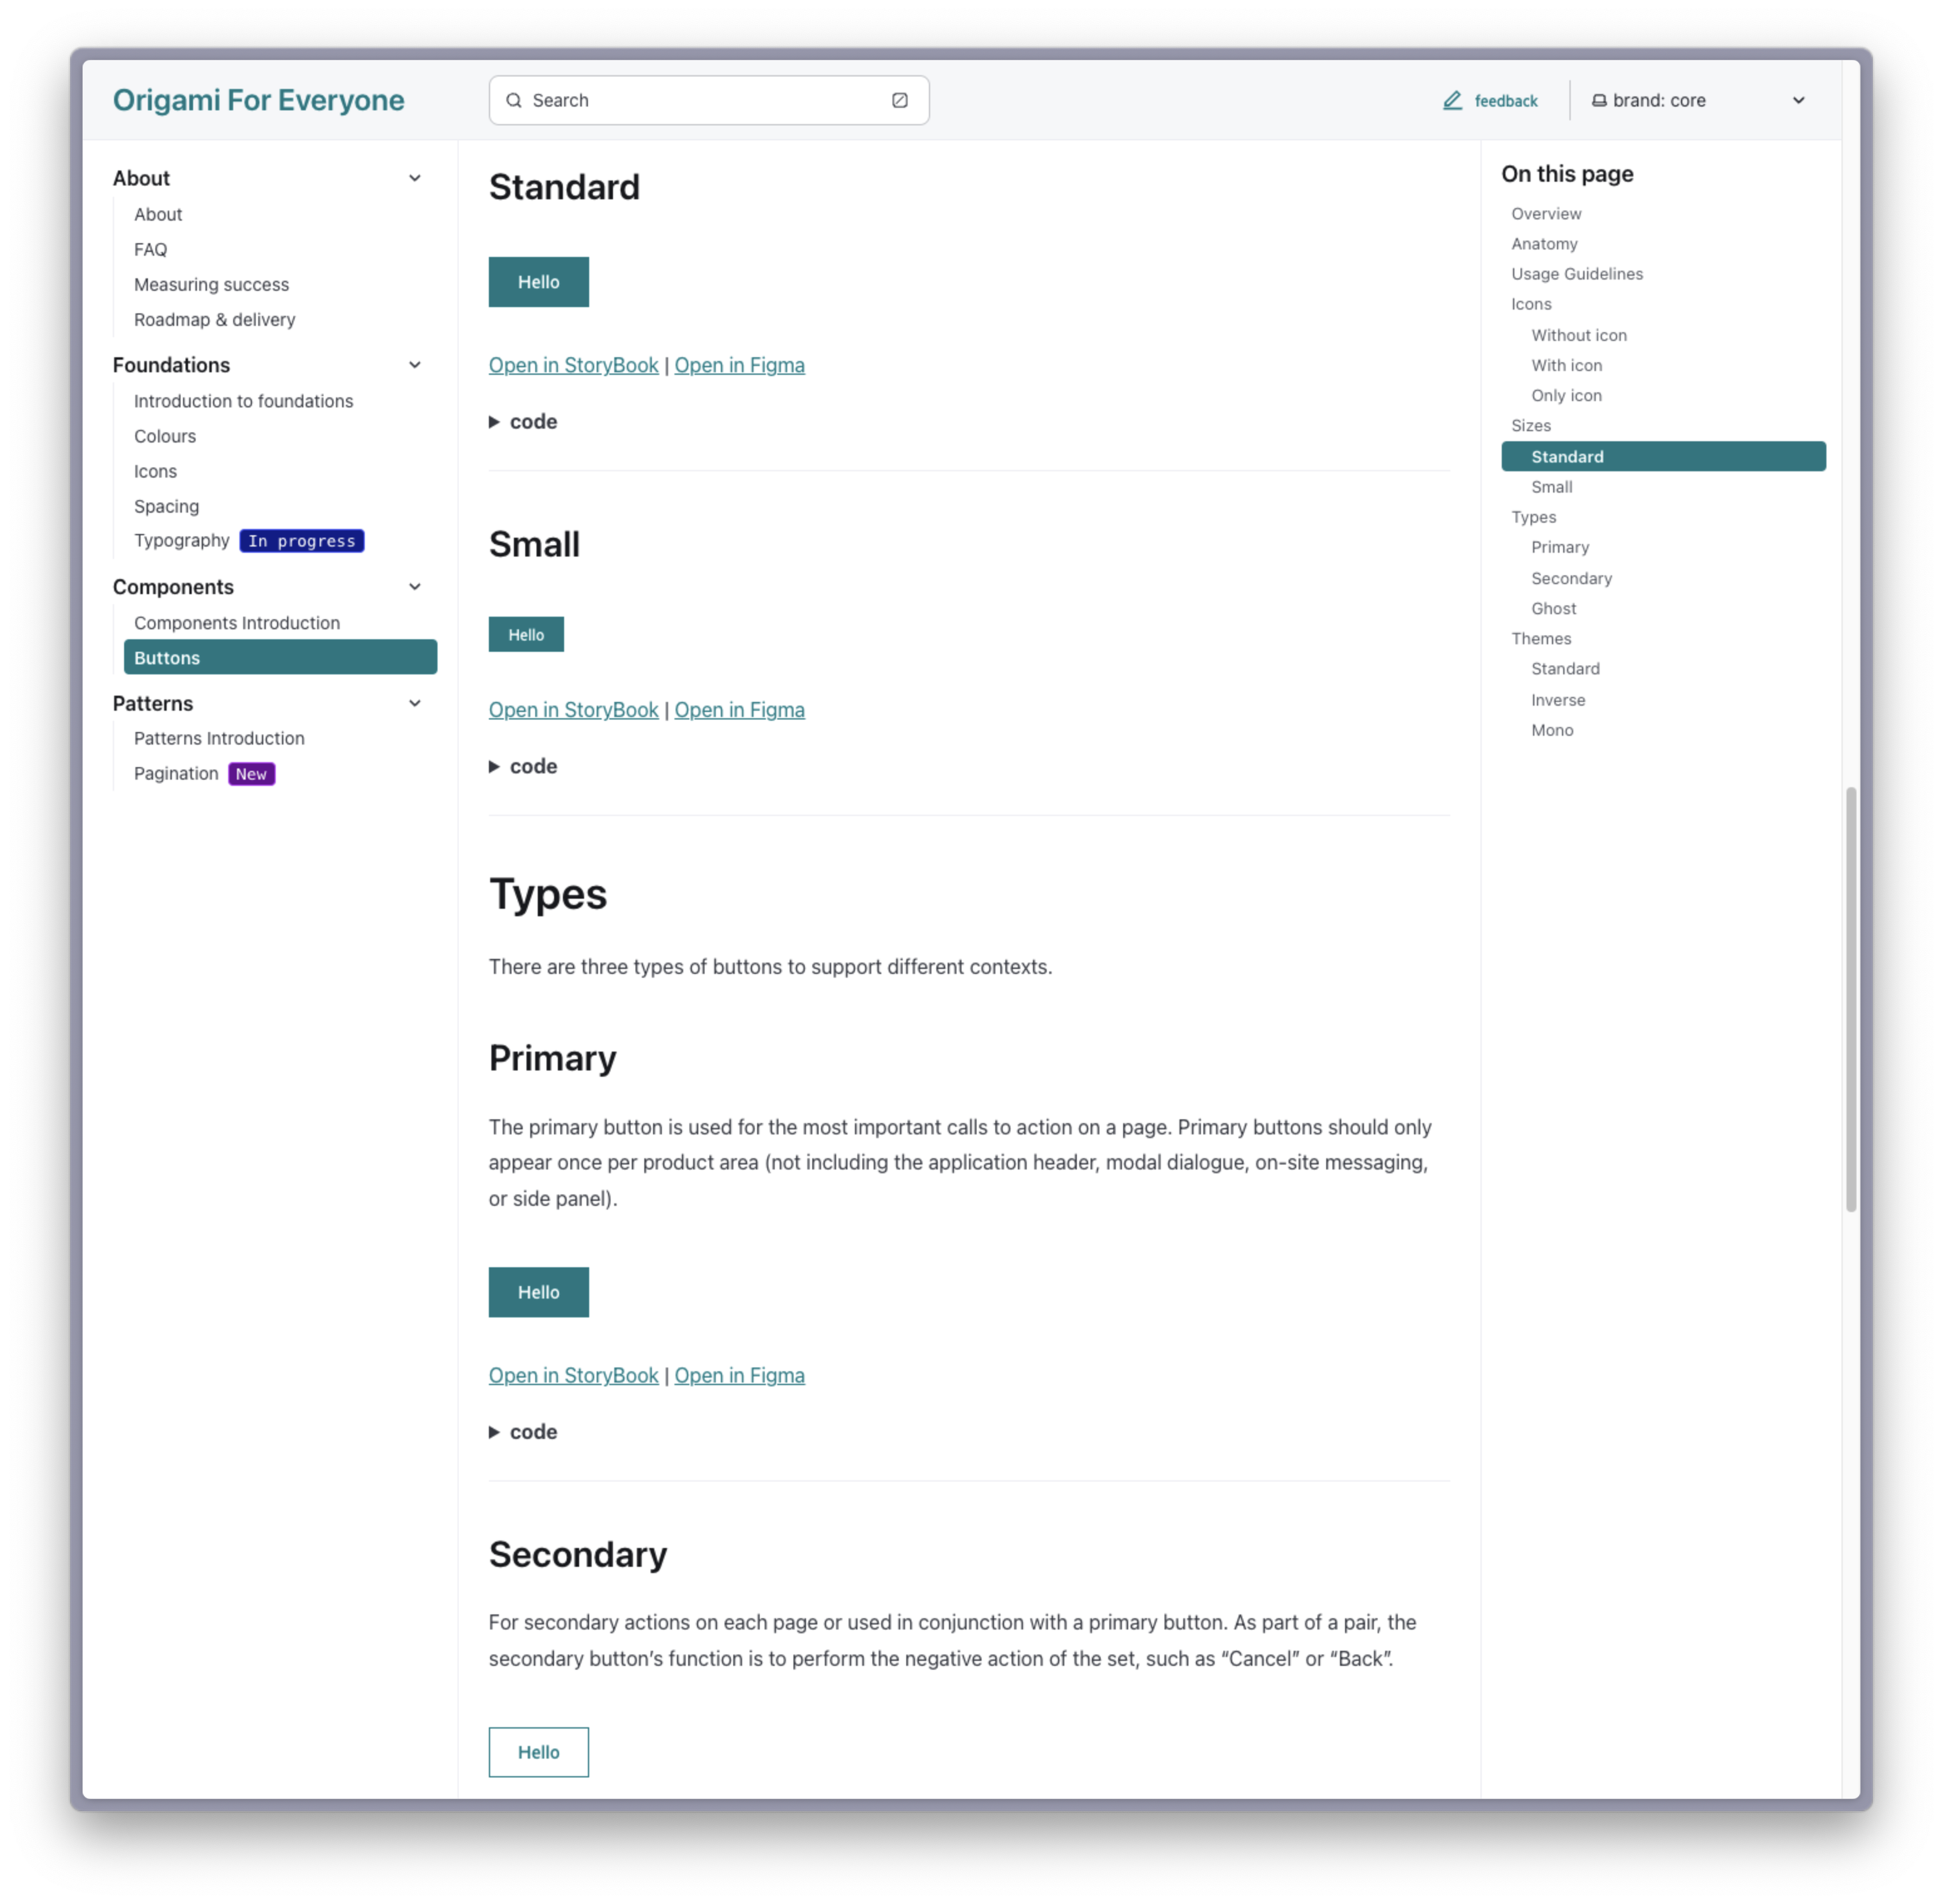 Origami For Everyone
Search
feedback
brand: core
About
About
FAQ
Measuring success
Roadmap & delivery
Foundations
Introduction to foundations
Colours
Icons
Spacing
Typography In progress
Components
Components Introduction
Buttons
Patterns
Patterns Introduction
Pagination New
Standard
Hello
Open in StoryBook | Open in Figma
code
Small
Hello
Open in StoryBook | Open in Figma
code
Types
There are three types of buttons to support different contexts.
Primary
The primary button is used for the most important calls to action on a page. Primary buttons should only
appear once per product area (not including the application header, modal dialogue, on-site messaging,
or side panel).
Hello
Open in StoryBook | Open in Figma
code
Secondary
For secondary actions on each page or used in conjunction with a primary button. As part of a pair, the
secondary button’s function is to perform the negative action of the set, such as “Cancel” or “Back”.
Hello
On this page
Overview
Anatomy
Usage Guidelines
Icons
Without icon
With icon
Only icon
Sizes
Standard
Small
Types
Primary
Secondary
Ghost
Themes
Standard
Inverse
Mono